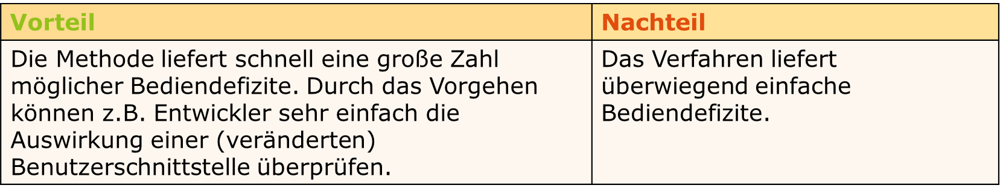 Vorteil
Nachteil
Die Methode liefert schnell eine große Zahl
möglicher Bediendefizite. Durch das Vorgehen
können z.B. Entwickler sehr einfach die
Auswirkung einer (veränderten)
Benutzerschnittstelle überprüfen.
Das Verfahren liefert
überwiegend einfache
Bediendefizite.